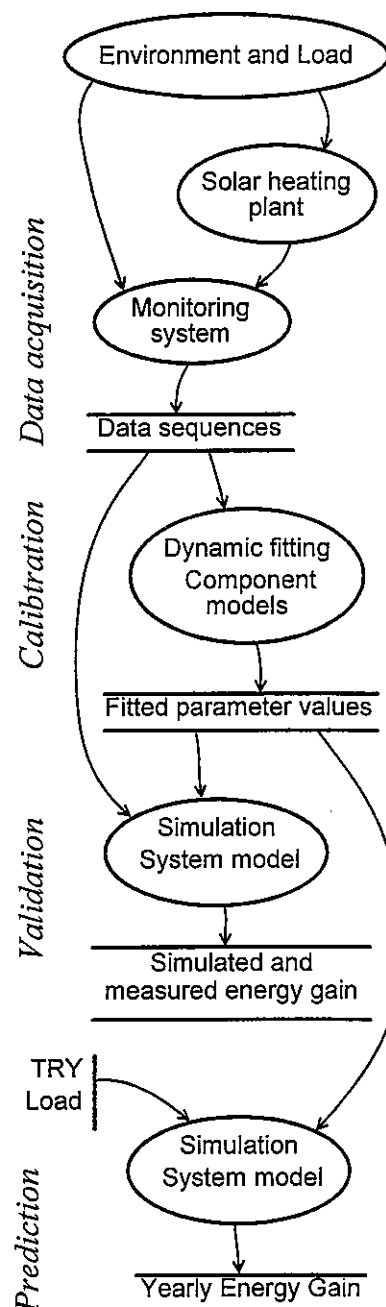 Environment and Load
Solar heating
plant
Data acquisition
Monitoring
system
Data sequences
Calibtration
Dynamic fitting
Component
models
Fitted parameter values
Validation
Simulation
System model
Simulated and
measured energy gain
TRY
Load
Prediction
Simulation
System model
Yearly Energy Gain